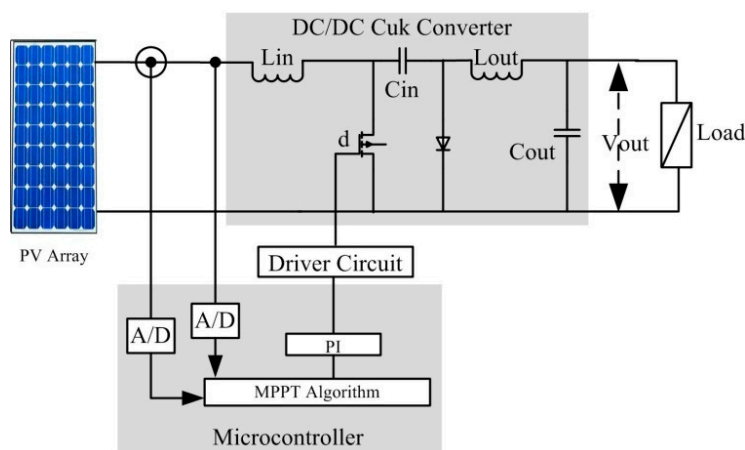 DC/DC Cuk Converter
Lin
Cin
Lout
d
Cout
Vout
Load
PV Array
Driver Circuit
A/D
A/D
PI
MPPT Algorithm
Microcontroller